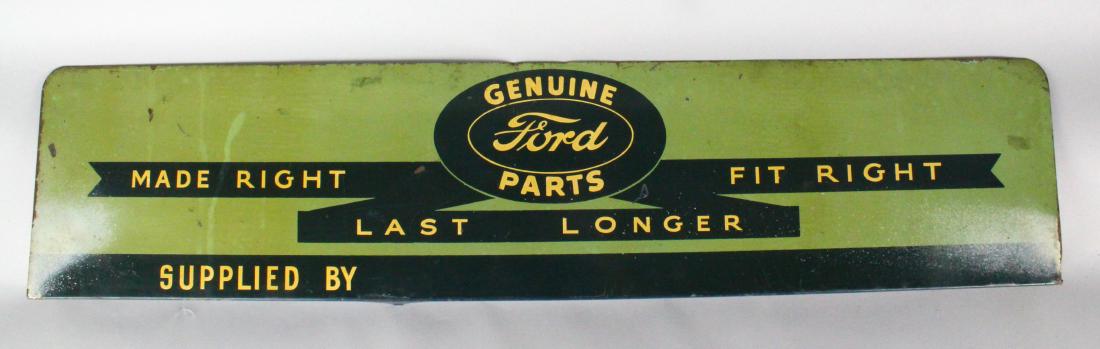 GENUINE
Ford
PARTS
MADE RIGHT
FIT RIGHT
LAST LONGER
SUPPLIED BY